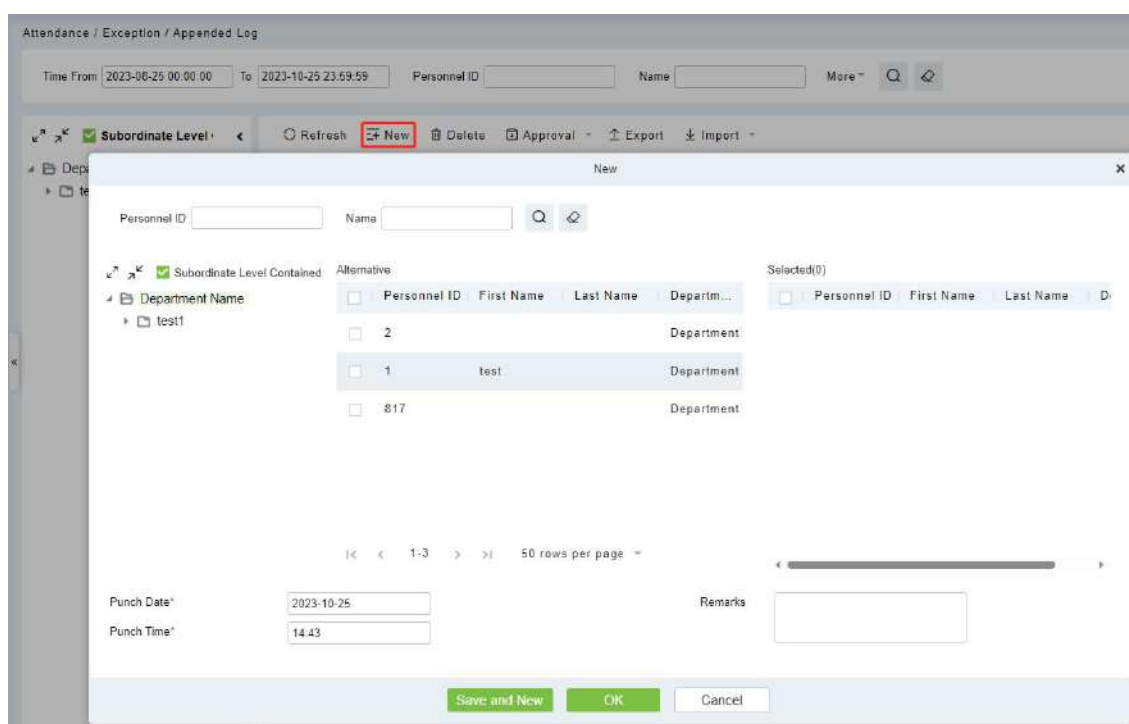 Attendance / Exception / Appended Log
Time From 2023-08-25 00:00:00 To 2023-10-25 23:59:59 Personnel ID Name More
Subordinate Level Refresh New Delete Approval Export Import
New
Personnel ID Name
Subordinate Level Contained Alternative Selected(0)
Department Name Personnel ID First Name Last Name Departm... Personnel ID First Name Last Name
test1
2 Department
1 test Department
817 Department
1-3 50 rows per page
Punch Date* 2023-10-25 Remarks
Punch Time* 14:43
Save and New OK Cancel